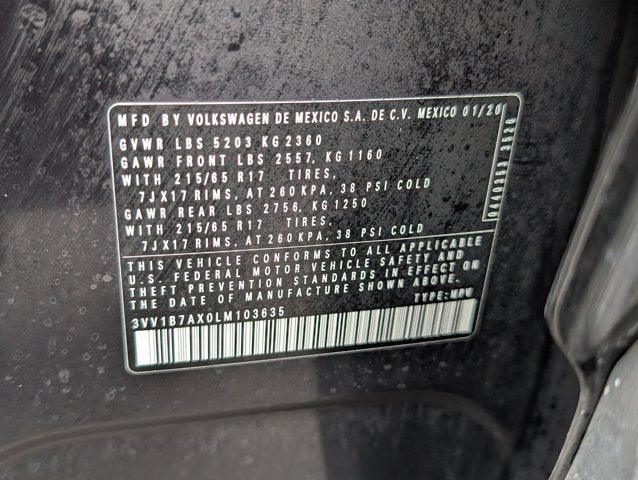 MFD BY VOLKSWAGEN DE MEXICO S.A. DE C.V. MEXICO 01/20
GVWR LBS 5203 KG 2360
GAWR FRONT LBS 2557, KG 1160
WITH 215/65 R17 TIRES,
7JX17 RIMS, AT 260 KPA, 38 PSI COLD
GAWR REAR LBS 2756, KG 1250
WITH 215/65 R17 TIRES,
7JX17 RIMS, AT 260 KPA, 38 PSI COLD
THIS VEHICLE CONFORMS TO ALL APPLICABLE
U.S. FEDERAL MOTOR VEHICLE SAFETY AND
THEFT PREVENTION STANDARDS IN EFFECT ON
THE DATE OF MANUFACTURE SHOWN ABOVE.
3VV1B7AX0LM103635 TYPE: MPV